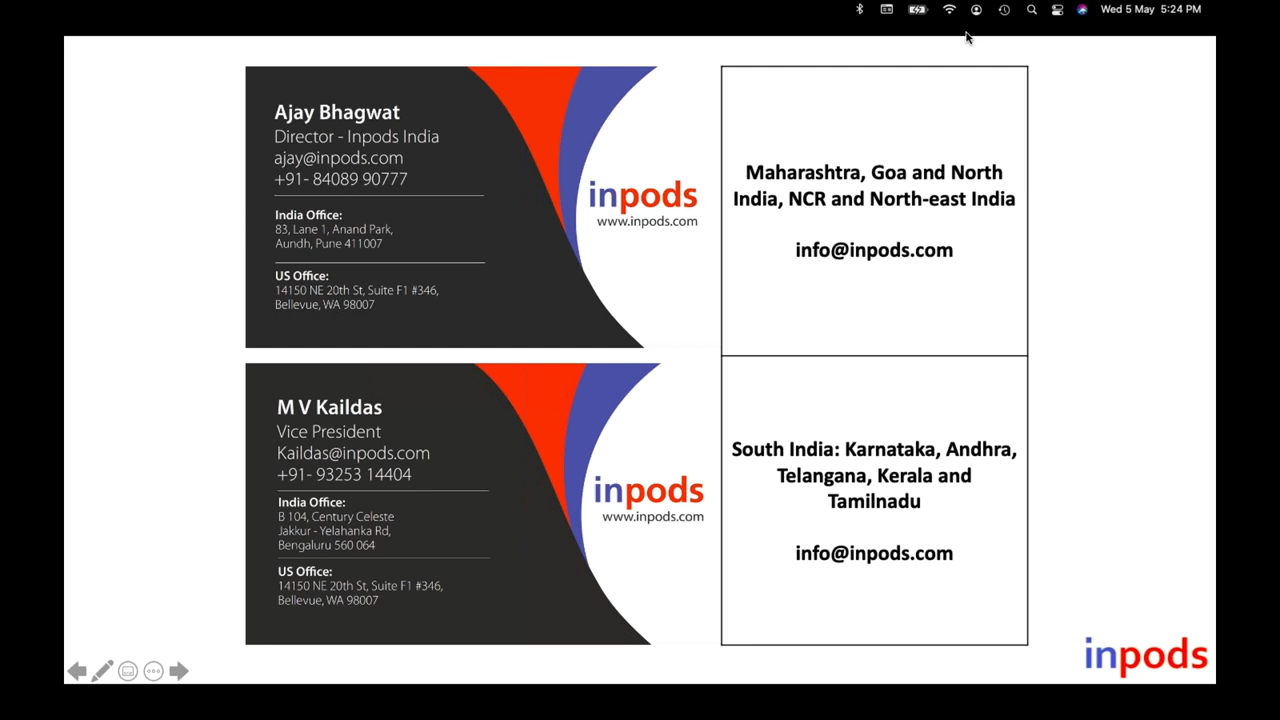 Wed 5 May 5:24 PM
Ajay Bhagwat
Director - Inpods India
ajay@inpods.com
+91- 84089 90777
India Office:
83, Lane 1, Anand Park,
Aundh, Pune 411007
US Office:
14150 NE 20th St, Suite F1 #346,
Bellevue, WA 98007
inpods
www.inpods.com
Maharashtra, Goa and North
India, NCR and North-east India
info@inpods.com
M V Kaildas
Vice President
Kaildas@inpods.com
+91- 93253 14404
India Office:
B 104, Century Celeste
Jakkur - Yelahanka Rd,
Bengaluru 560 064
US Office:
14150 NE 20th St, Suite F1 #346,
Bellevue, WA 98007
inpods
www.inpods.com
South India: Karnataka, Andhra,
Telangana, Kerala and
Tamilnadu
info@inpods.com
inpods